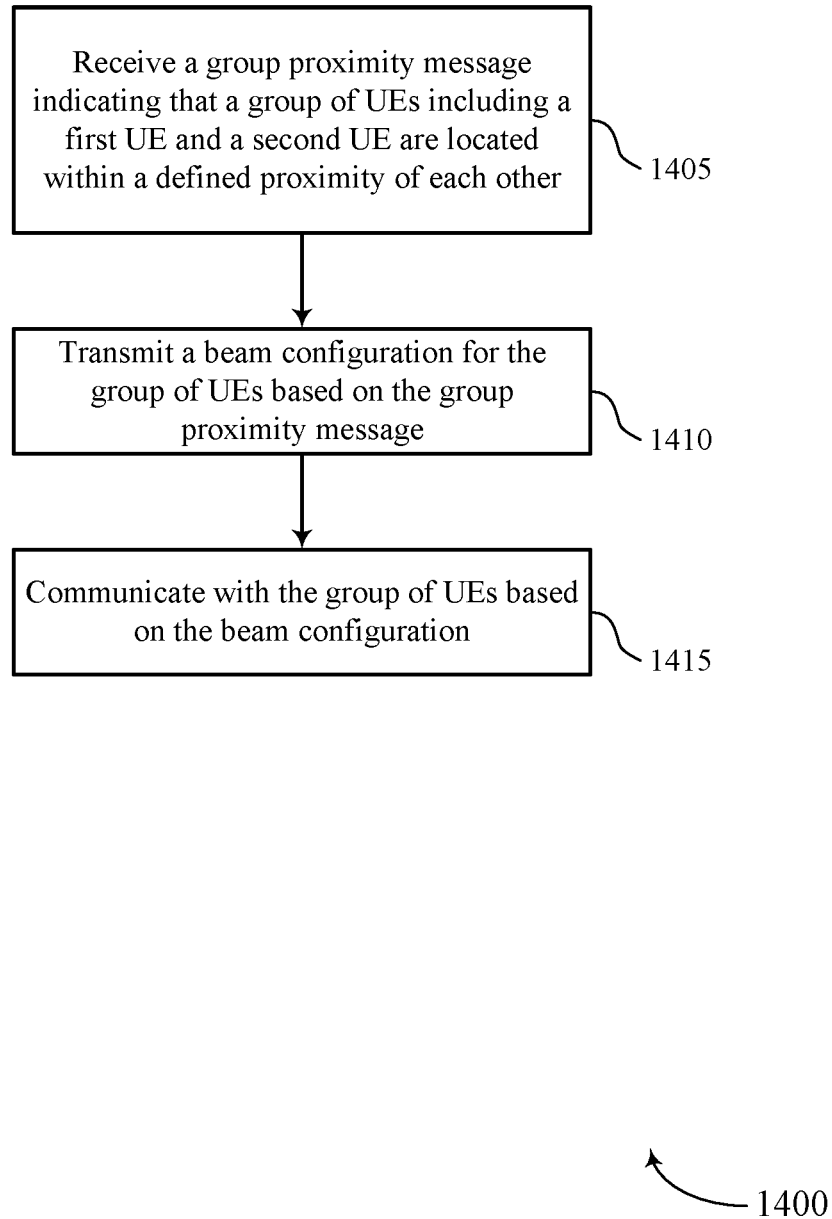 Receive a group proximity message
indicating that a group of UEs including a
first UE and a second UE are located
within a defined proximity of each other
1405
Transmit a beam configuration for the
group of UEs based on the group
proximity message
1410
Communicate with the group of UEs based
on the beam configuration
1415
1400